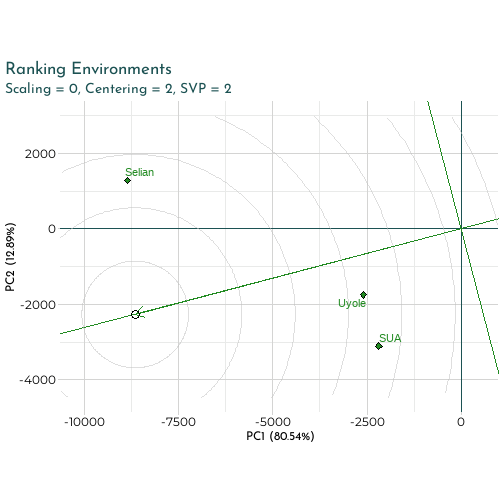 Ranking Environments
Scaling = 0, Centering = 2, SVP = 2
2000
Selian
0
PC2 (12.89%)
-2000
Uyole
SUA
-4000
-10000 -7500 -5000 -2500 0
PC1 (80.54%)